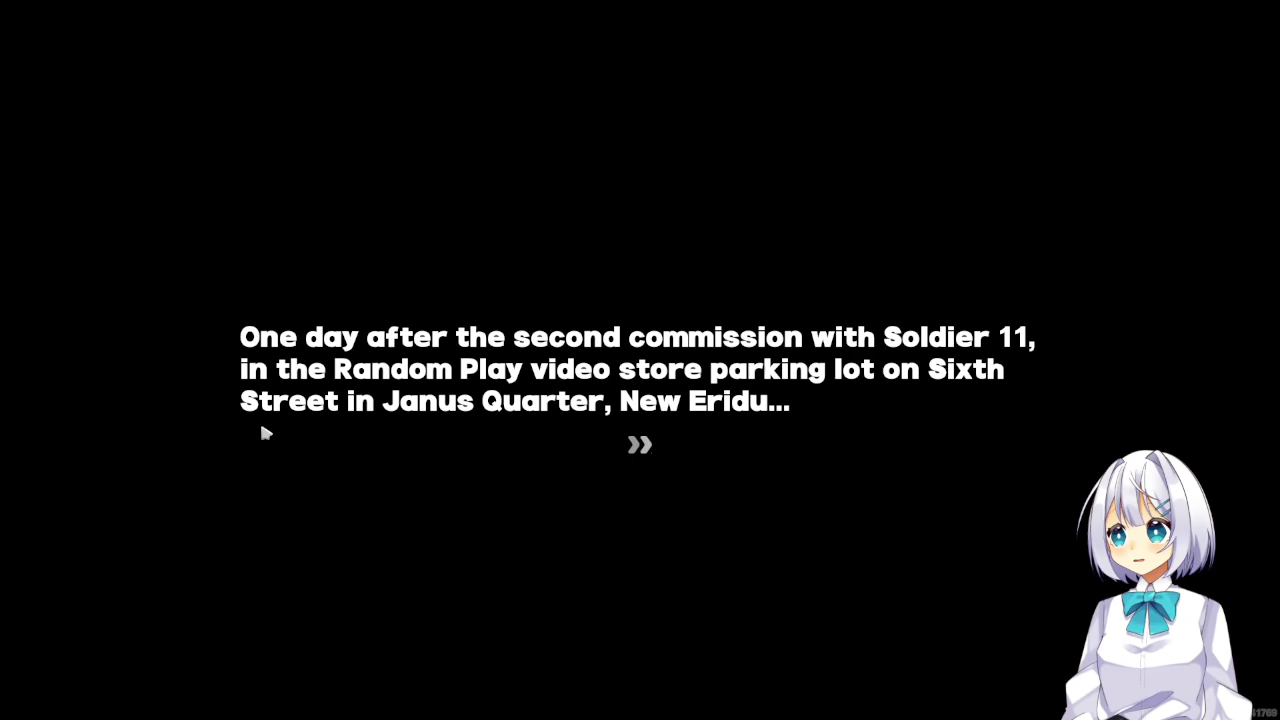 One day after the second commission with Soldier 11,
in the Random Play video store parking lot on Sixth
Street in Janus Quarter, New Eridu...